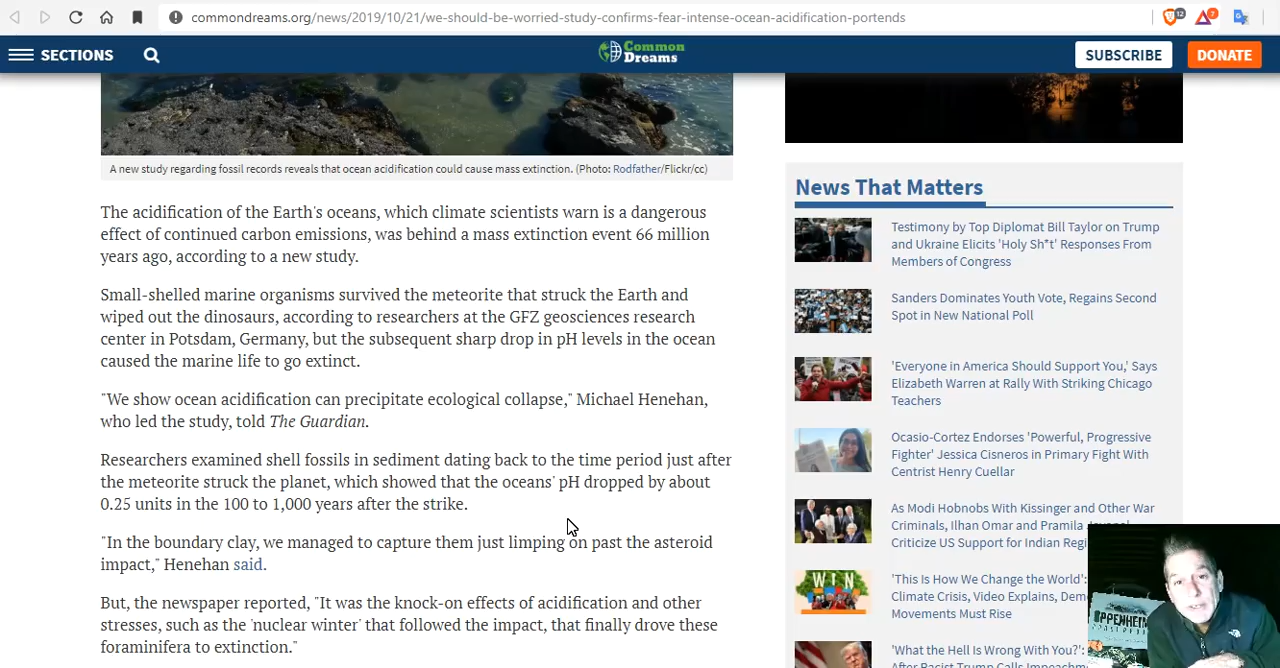 commondreams.org/news/2019/10/21/we-should-be-worried-study-confirms-fear-intense-ocean-acidification-portends
12
7
SECTIONS
Common
Dreams
SUBSCRIBE
DONATE
A new study regarding fossil records reveals that ocean acidification could cause mass extinction. (Photo: Rodfather/Flickr/cc)
The acidification of the Earth's oceans, which climate scientists warn is a dangerous
effect of continued carbon emissions, was behind a mass extinction event 66 million
years ago, according to a new study.
Small-shelled marine organisms survived the meteorite that struck the Earth and
wiped out the dinosaurs, according to researchers at the GFZ geosciences research
center in Potsdam, Germany, but the subsequent sharp drop in pH levels in the ocean
caused the marine life to go extinct.
"We show ocean acidification can precipitate ecological collapse," Michael Henehan,
who led the study, told The Guardian.
Researchers examined shell fossils in sediment dating back to the time period just after
the meteorite struck the planet, which showed that the oceans' pH dropped by about
0.25 units in the 100 to 1,000 years after the strike.
"In the boundary clay, we managed to capture them just limping on past the asteroid
impact," Henehan said.
But, the newspaper reported, "It was the knock-on effects of acidification and other
stresses, such as the 'nuclear winter' that followed the impact, that finally drove these
foraminifera to extinction."
News That Matters
Testimony by Top Diplomat Bill Taylor on Trump
and Ukraine Elicits 'Holy Sh*t' Responses From
Members of Congress
Sanders Dominates Youth Vote, Regains Second
Spot in New National Poll
'Everyone in America Should Support You,' Says
Elizabeth Warren at Rally With Striking Chicago
Teachers
Ocasio-Cortez Endorses 'Powerful, Progressive
Fighter' Jessica Cisneros in Primary Fight With
Centrist Henry Cuellar
As Modi Hobnobs With Kissinger and Other War
Criminals, Ilhan Omar and Pramila
Criticize US Support for Indian
WIN
'This Is How We Change the World':
Climate Crisis, Video Explains,
Movements Must Rise
'What the Hell Is Wrong With You?':
After Racist Trump Calls